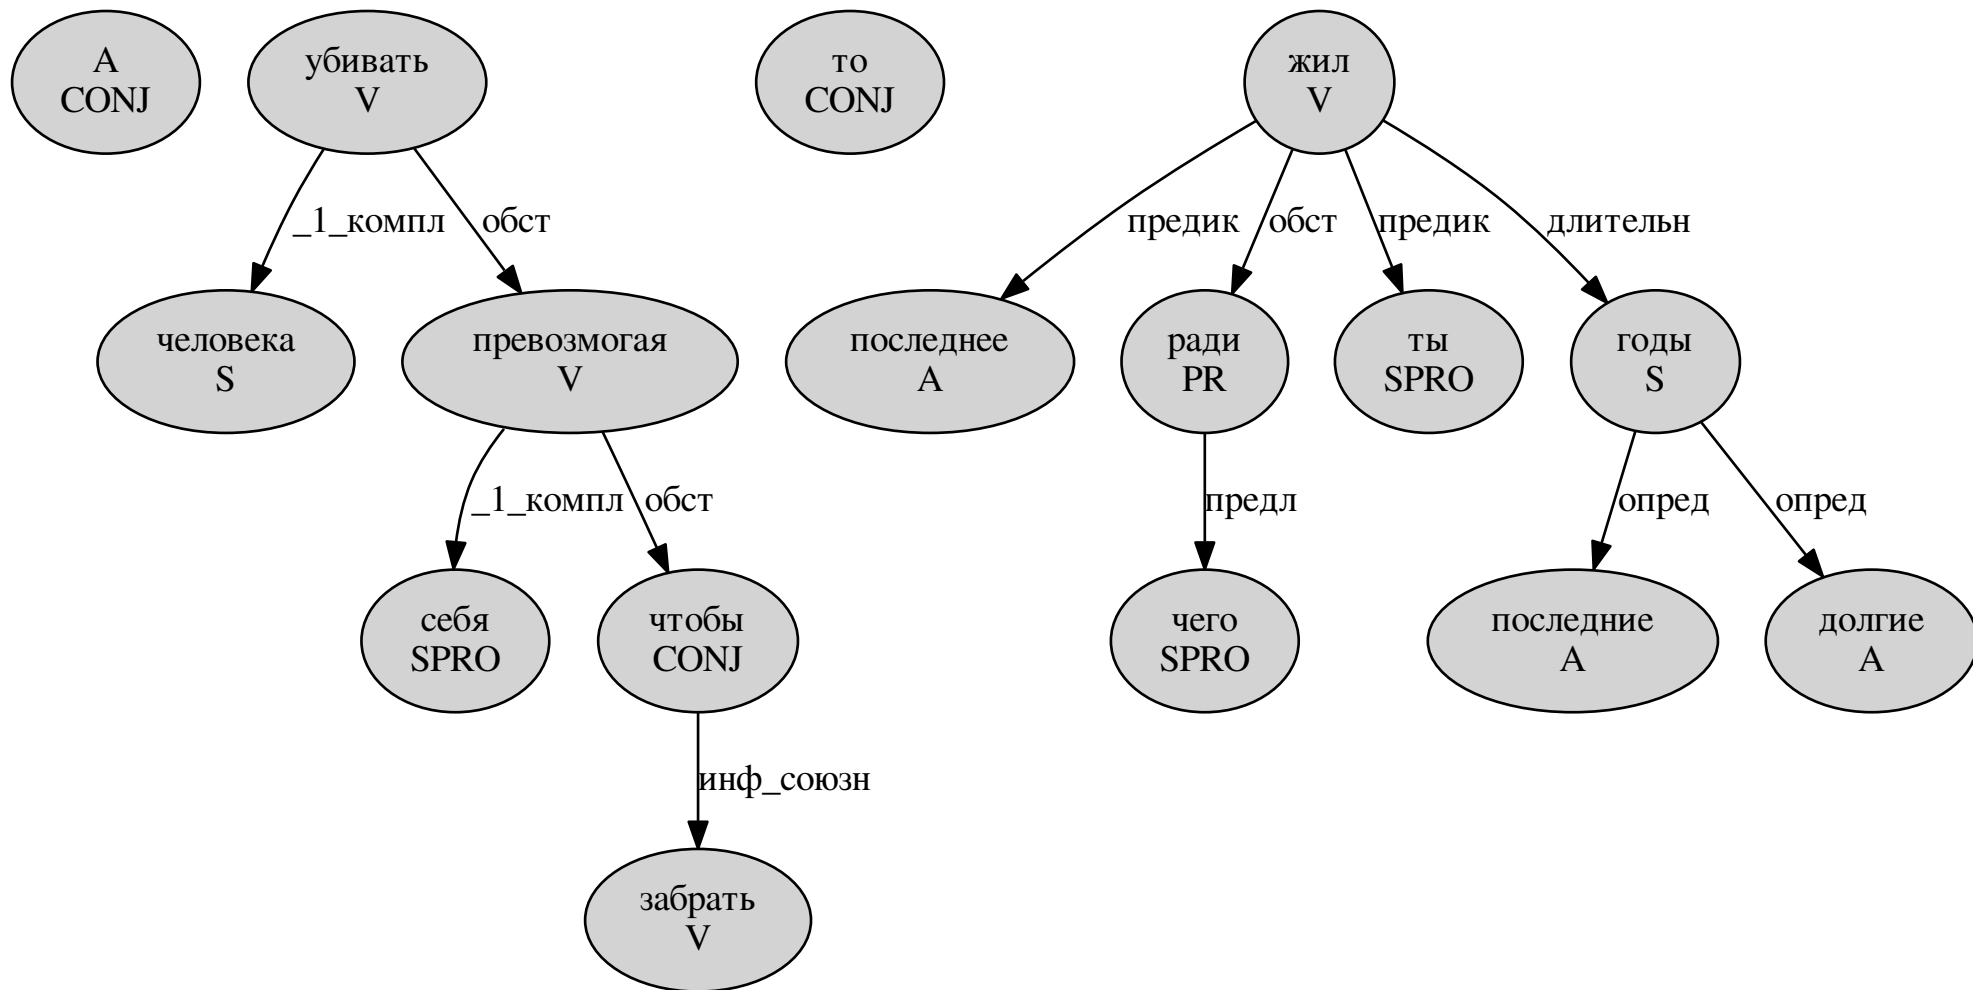 А
CONJ
убивать
V
то
CONJ
жил
V
_1_компл
обст
предик
обст
предик
длительн
человека
S
превозмогая
V
последнее
A
ради
PR
ты
SPRO
годы
S
_1_компл
обст
предл
опред
опред
себя
SPRO
чтобы
CONJ
чего
SPRO
последние
A
долгие
A
инф_союзн
забрать
V